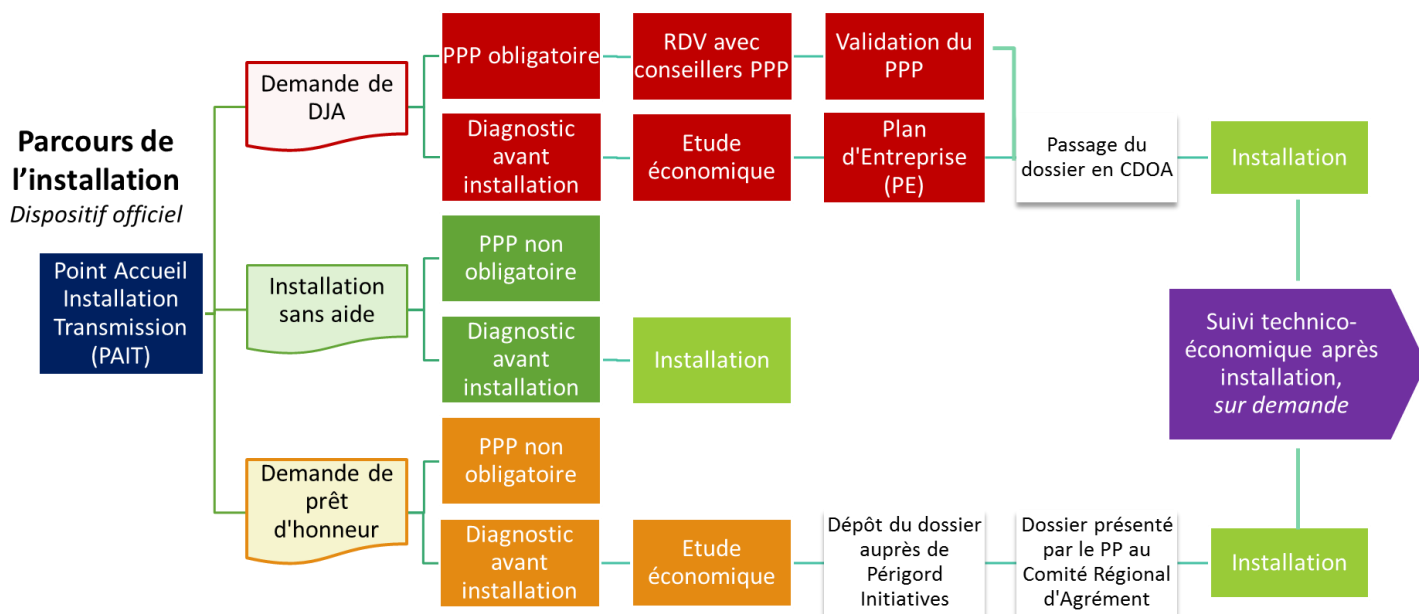 Parcours de
l'installation
Dispositif officiel
Point Accueil
Installation
Transmission
(PAIT)
Demande de
DJA
PPP obligatoire
RDV avec
conseillers PPP
Validation du
PPP
Diagnostic
avant
installation
Etude
économique
Plan
d'Entreprise
(PE)
Passage du
dossier en CDOA
Installation
Installation
sans aide
PPP non
obligatoire
Diagnostic
avant
installation
Installation
Demande de
prêt
d'honneur
PPP non
obligatoire
Diagnostic
avant
installation
Etude
économique
Dépôt du dossier
auprès de
Périgord
Initiatives
Dossier présenté
par le PP au
Comité Régional
d'Agrément
Installation
Suivi technico-
économique après
installation,
sur demande